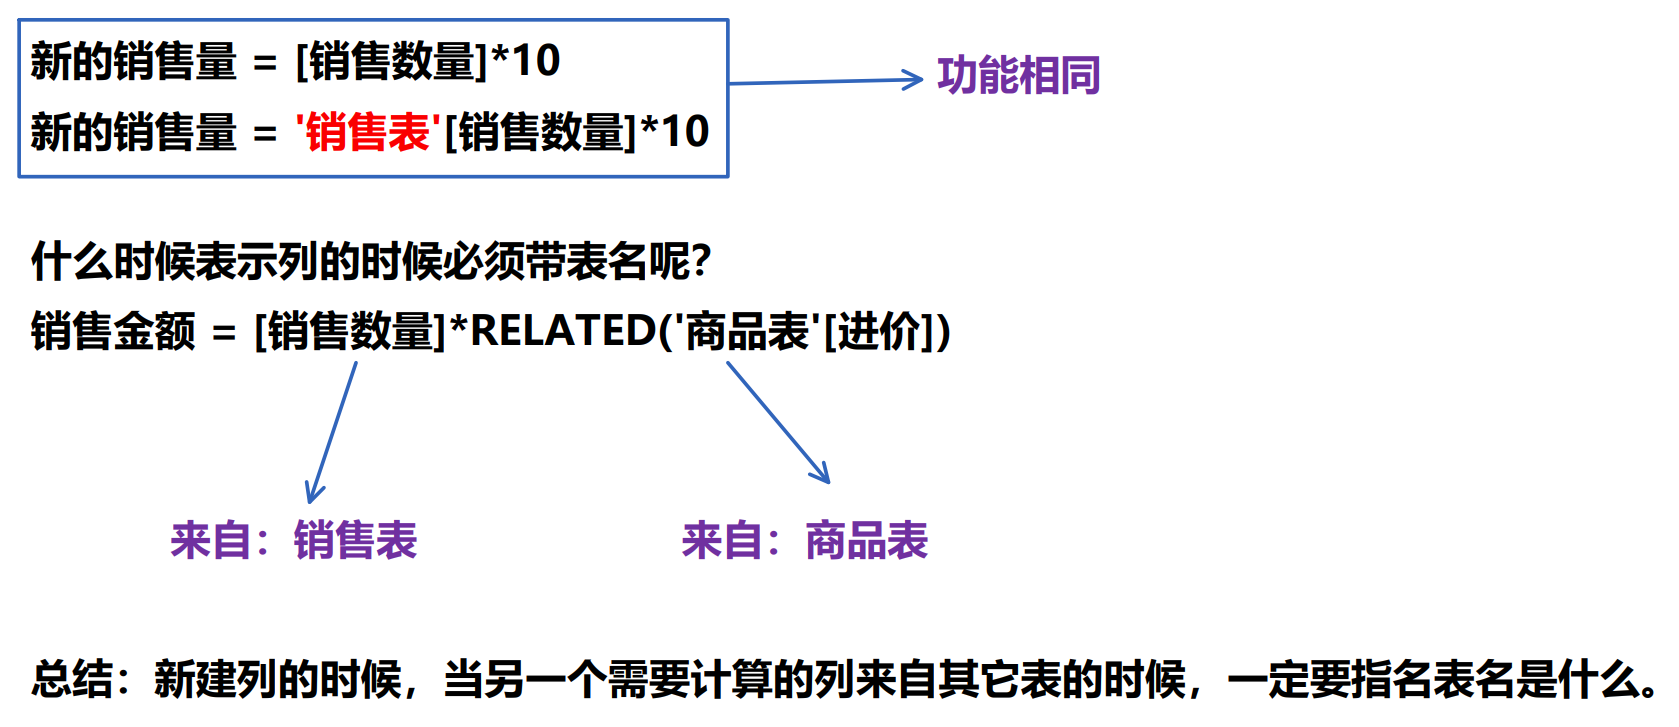 新的销售量 = [销售数量]*10
功能相同
新的销售量 = '销售表'[销售数量]*10
什么时候表示列的时候必须带表名呢?
销售金额 = [销售数量]*RELATED('商品表'[进价])
来自：销售表
来自：商品表
总结：新建列的时候，当另一个需要计算的列来自其它表的时候，一定要指名表名是什么。